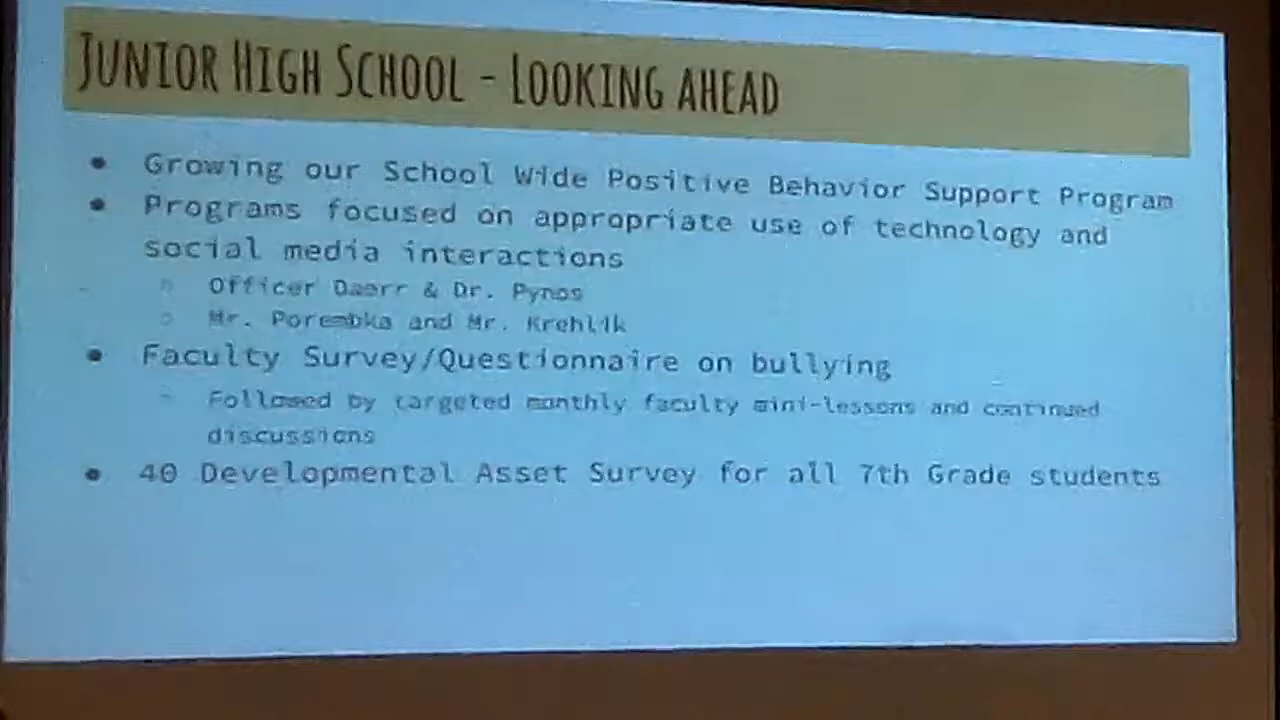 JUNIOR HIGH SCHOOL - LOOKING AHEAD
● Growing our School Wide Positive Behavior Support Program
● Programs focused on appropriate use of technology and
social media interactions
○ Officer Daerr & Dr. Pynos
○ Mr. Porembka and Mr. Krehlik
● Faculty Survey/Questionnaire on bullying
○ Followed by targeted monthly faculty mini-lessons and continued
discussions
● 40 Developmental Asset Survey for all 7th Grade students